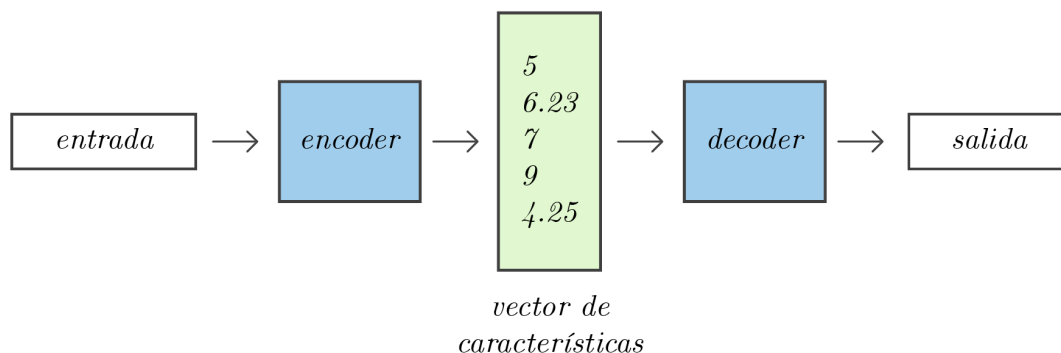 entrada
encoder
5
6.23
7
9
4.25
decoder
salida
vector de
características